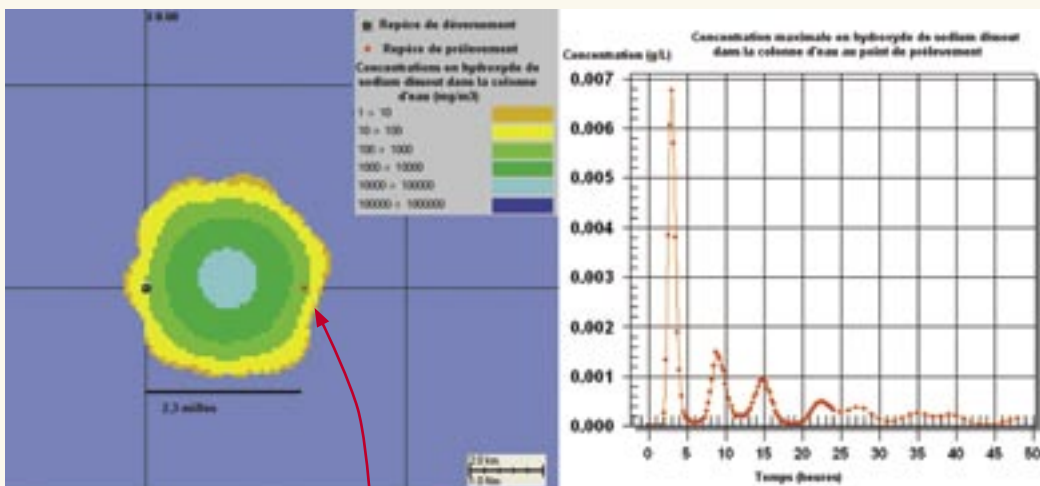 Repère de déversement
Repère de prélèvement
Concentrations en hydroxyde de
sodium dissout dans la colonne
d'eau (mg/m3)
1 - 10
10 - 100
100 - 1000
1000 - 10000
10000 - 100000
100000 - 1000000
2,3 milles
2.0 km
Concentration maximale en hydroxyde de sodium dissout
dans la colonne d'eau au point de prélèvement
Concentration (g/L)
0.007
0.006
0.005
0.004
0.003
0.002
0.001
0.000
0 5 10 15 20 25 30 35 40 45 50
Temps (heures)